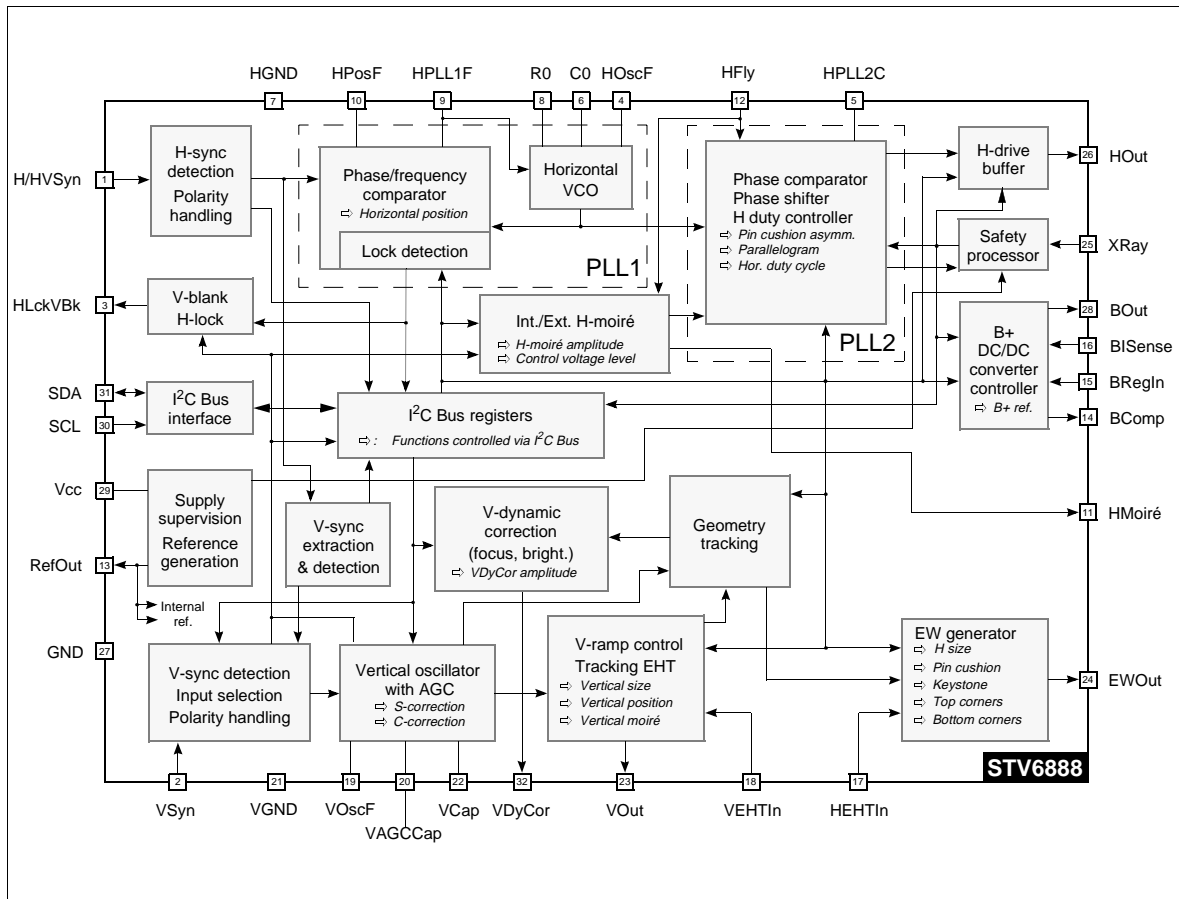 HGND
HPosF
HPLL1F
R0
C0
HOscF
HFly
HPLL2C
7
10
9
8
6
4
12
5
H/HVSyn
1
H-sync
detection
Polarity
handling
Phase/frequency
comparator
⇨ Horizontal position
Lock detection
Horizontal
VCO
PLL1
Phase comparator
Phase shifter
H duty controller
⇨ Pin cushion asymm.
⇨ Parallelogram
⇨ Hor. duty cycle
PLL2
H-drive
buffer
26
HOut
Safety
processor
25
XRay
HLckVBk
3
V-blank
H-lock
Int./Ext. H-moiré
⇨ H-moiré amplitude
⇨ Control voltage level
B+
DC/DC
converter
controller
⇨ B+ ref.
28
BOut
16
BISense
15
BRegIn
14
BComp
SDA
31
SCL
30
I²C Bus
interface
I²C Bus registers
⇨ : Functions controlled via I²C Bus
Vcc
29
Supply
supervision
Reference
generation
RefOut
13
Internal
ref.
V-sync
extraction
& detection
V-dynamic
correction
(focus, bright.)
⇨ VDyCor amplitude
Geometry
tracking
11
HMoiré
GND
27
V-sync detection
Input selection
Polarity handling
Vertical oscillator
with AGC
⇨ S-correction
⇨ C-correction
V-ramp control
Tracking EHT
⇨ Vertical size
⇨ Vertical position
⇨ Vertical moiré
EW generator
⇨ H size
⇨ Pin cushion
⇨ Keystone
⇨ Top corners
⇨ Bottom corners
24
EWOut
STV6888
2
21
19
20
22
32
23
18
17
VSyn
VGND
VOscF
VAGCCap
VCap
VDyCor
VOut
VEHTIn
HEHTIn